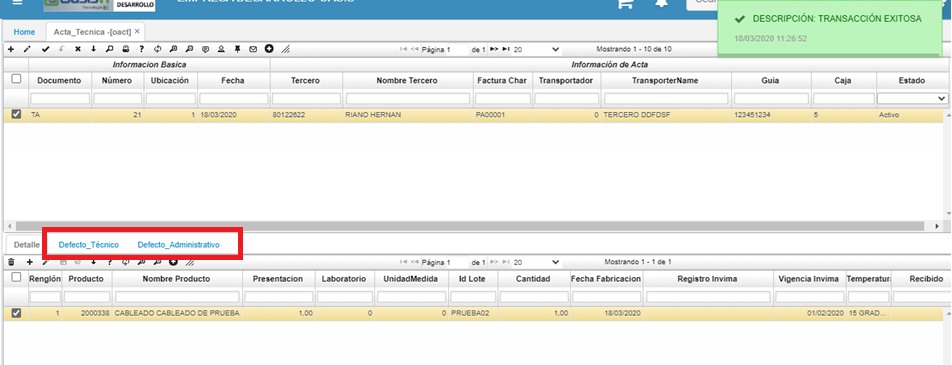 OasisTI
Tecnología
DESARROLLO
DESCRIPCIÓN: TRANSACCIÓN EXITOSA
18/03/2020 11:26:52
Home
Acta_Tecnica -[oact]
Página 1 de 1 20
Mostrando 1 - 10 de 10
Informacion Basica
Información de Acta
Documento Número Ubicación Fecha Tercero Nombre Tercero Factura Char Transportador TransporterName Guia Caja Estado
TA 21 1 18/03/2020 80122622 RIANO HERNAN PA00001 0 TERCERO DDFDSF 123451234 5 Activo
Detalle Defecto_Técnico Defecto_Administrativo
Página 1 de 1 20
Mostrando 1 - 1 de 1
Renglón Producto Nombre Producto Presentacion Laboratorio UnidadMedida Id Lote Cantidad Fecha Fabricacion Registro Invima Vigencia Invima Temperatur Recibido
1 2000338 CABLEADO CABLEADO DE PRUEBA 1,00 0 0 PRUEBA02 1,00 18/03/2020 01/02/2020 15 GRAD...